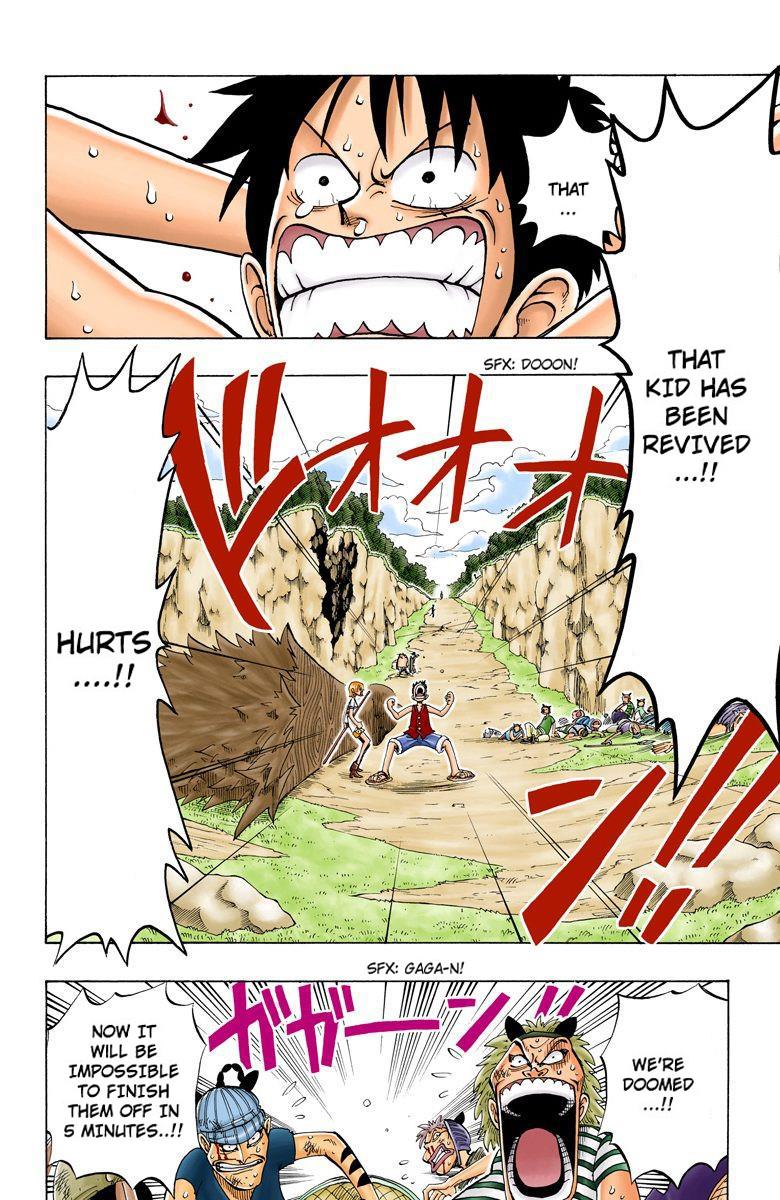 THAT
...
THAT
KID HAS
BEEN
REVIVED
...!!
SFX: DOOON!
ドオオオン!!
HURTS
....!!
SFX: GAGA-N!
ガガーン!!
WE'RE
DOOMED
...!!
NOW IT
WILL BE
IMPOSSIBLE
TO FINISH
THEM OFF IN
5 MINUTES..!!